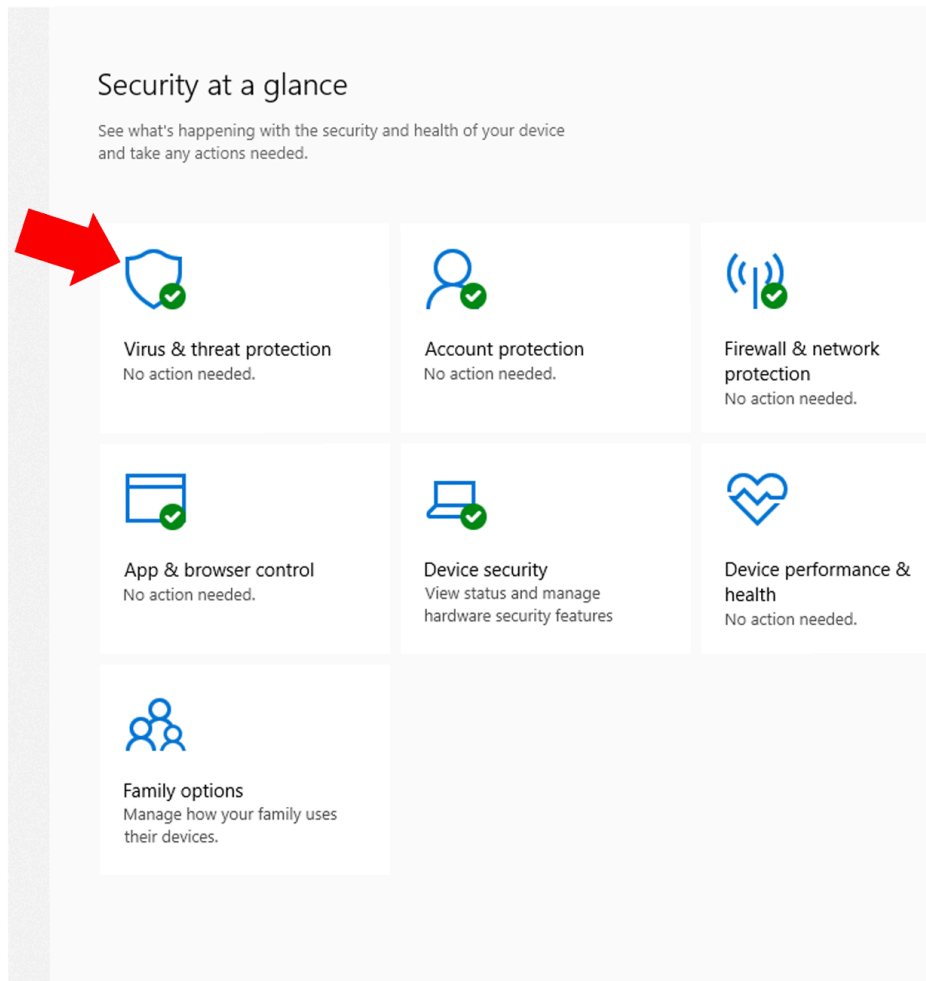 Security at a glance
See what's happening with the security and health of your device
and take any actions needed.
Virus & threat protection
No action needed.
Account protection
No action needed.
Firewall & network
protection
No action needed.
App & browser control
No action needed.
Device security
View status and manage
hardware security features
Device performance &
health
No action needed.
Family options
Manage how your family uses
their devices.